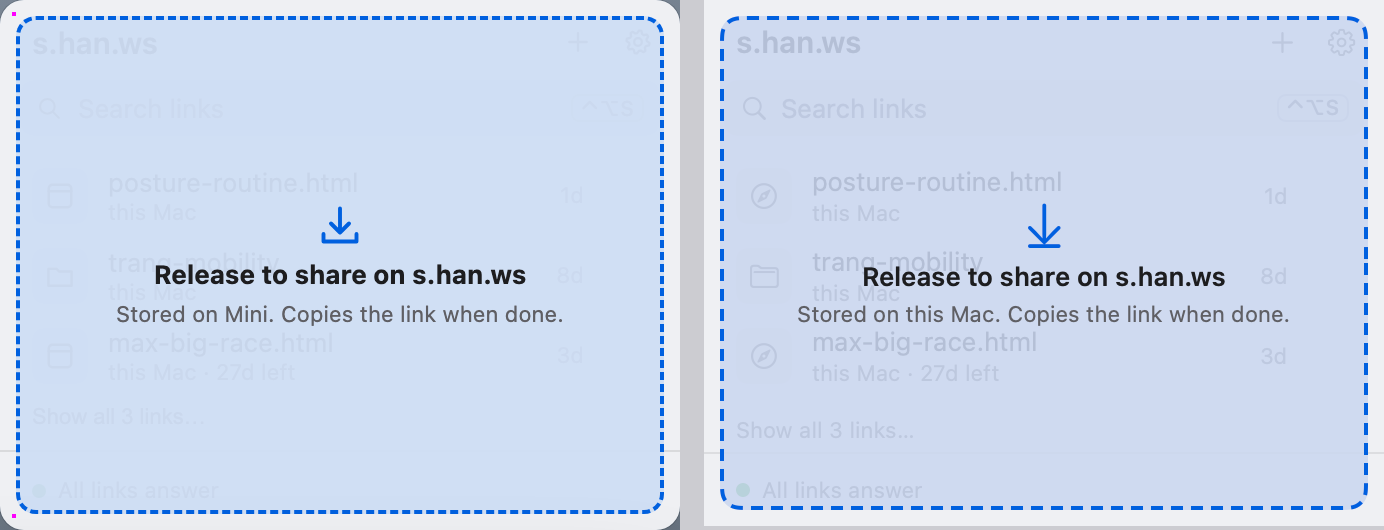 s.han.ws
Search links
^⌥S
posture-routine.html
this Mac
1d
trang-mobility
this Mac
8d
Release to share on s.han.ws
Stored on Mini. Copies the link when done.
max-big-race.html
this Mac · 27d left
3d
Show all 3 links...
All links answer
s.han.ws
Search links
^⌥S
posture-routine.html
this Mac
1d
trang-mobility
this Mac
8d
Release to share on s.han.ws
Stored on this Mac. Copies the link when done.
max-big-race.html
this Mac · 27d left
3d
Show all 3 links...
All links answer